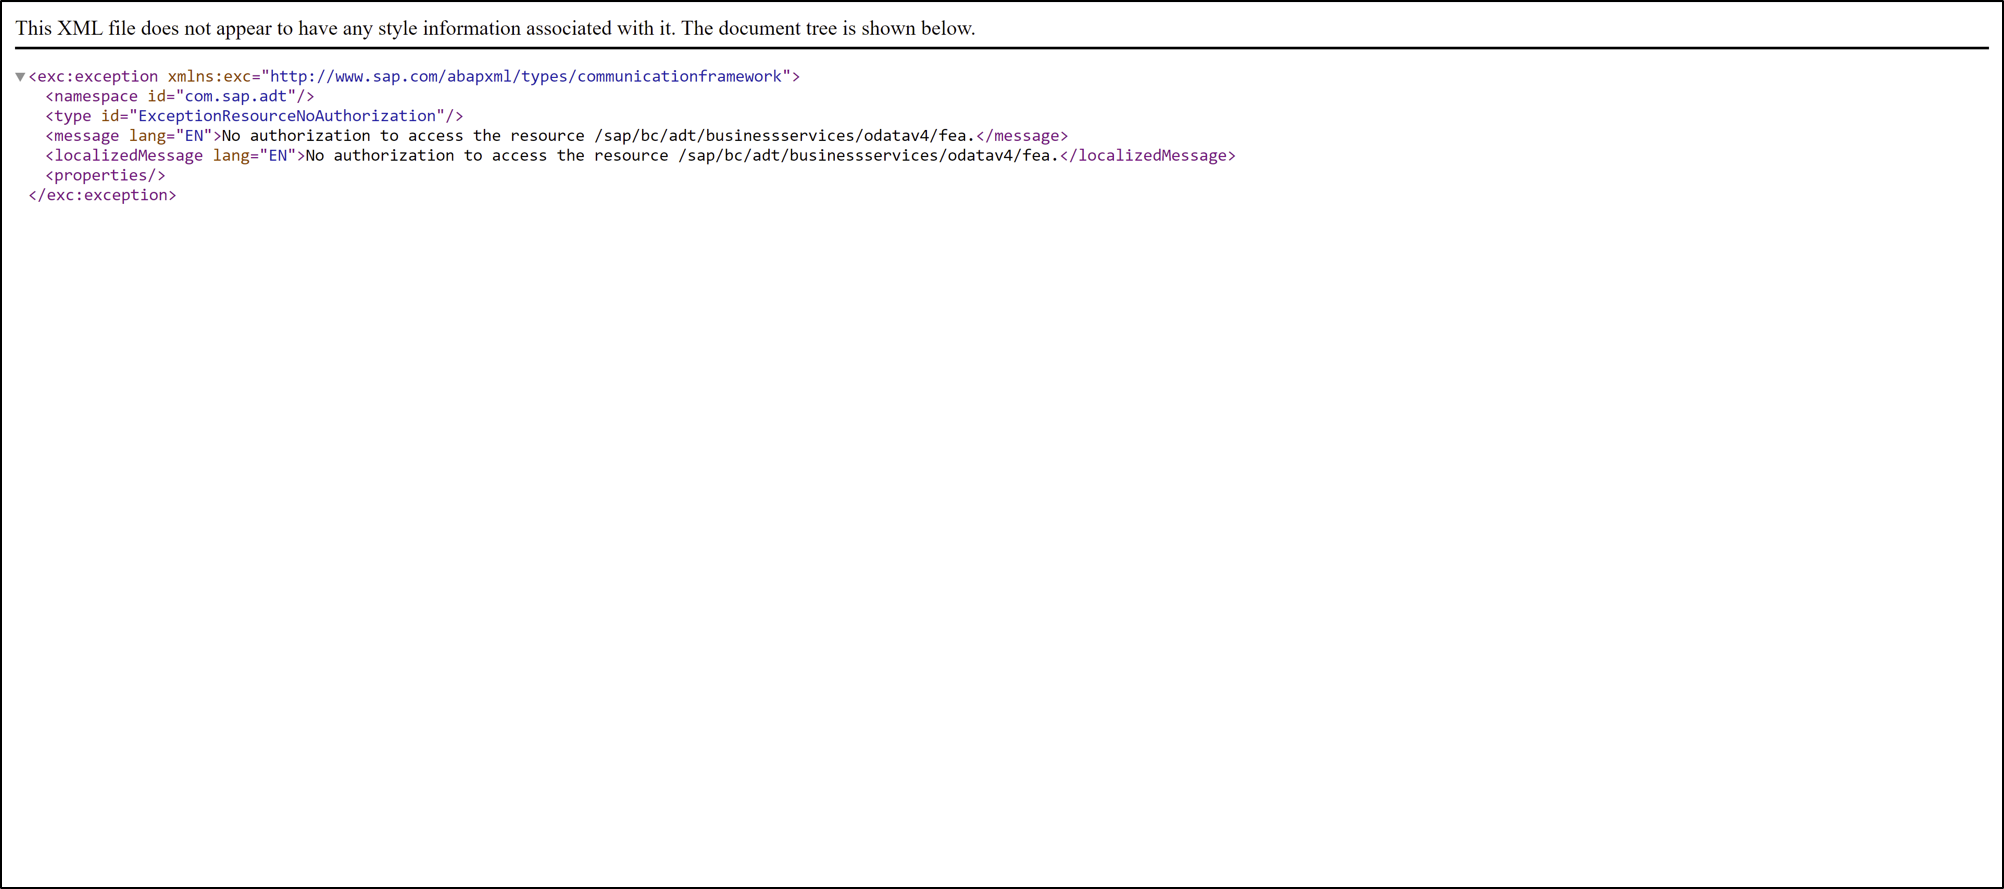 This XML file does not appear to have any style information associated with it. The document tree is shown below.
▼<exc:exception xmlns:exc="http://www.sap.com/abapxml/types/communicationframework">
<namespace id="com.sap.adt"/>
<type id="ExceptionResourceNoAuthorization"/>
<message lang="EN">No authorization to access the resource /sap/bc/adt/businessservices/odatav4/fea.</message>
<localizedMessage lang="EN">No authorization to access the resource /sap/bc/adt/businessservices/odatav4/fea.</localizedMessage>
<properties/>
</exc:exception>